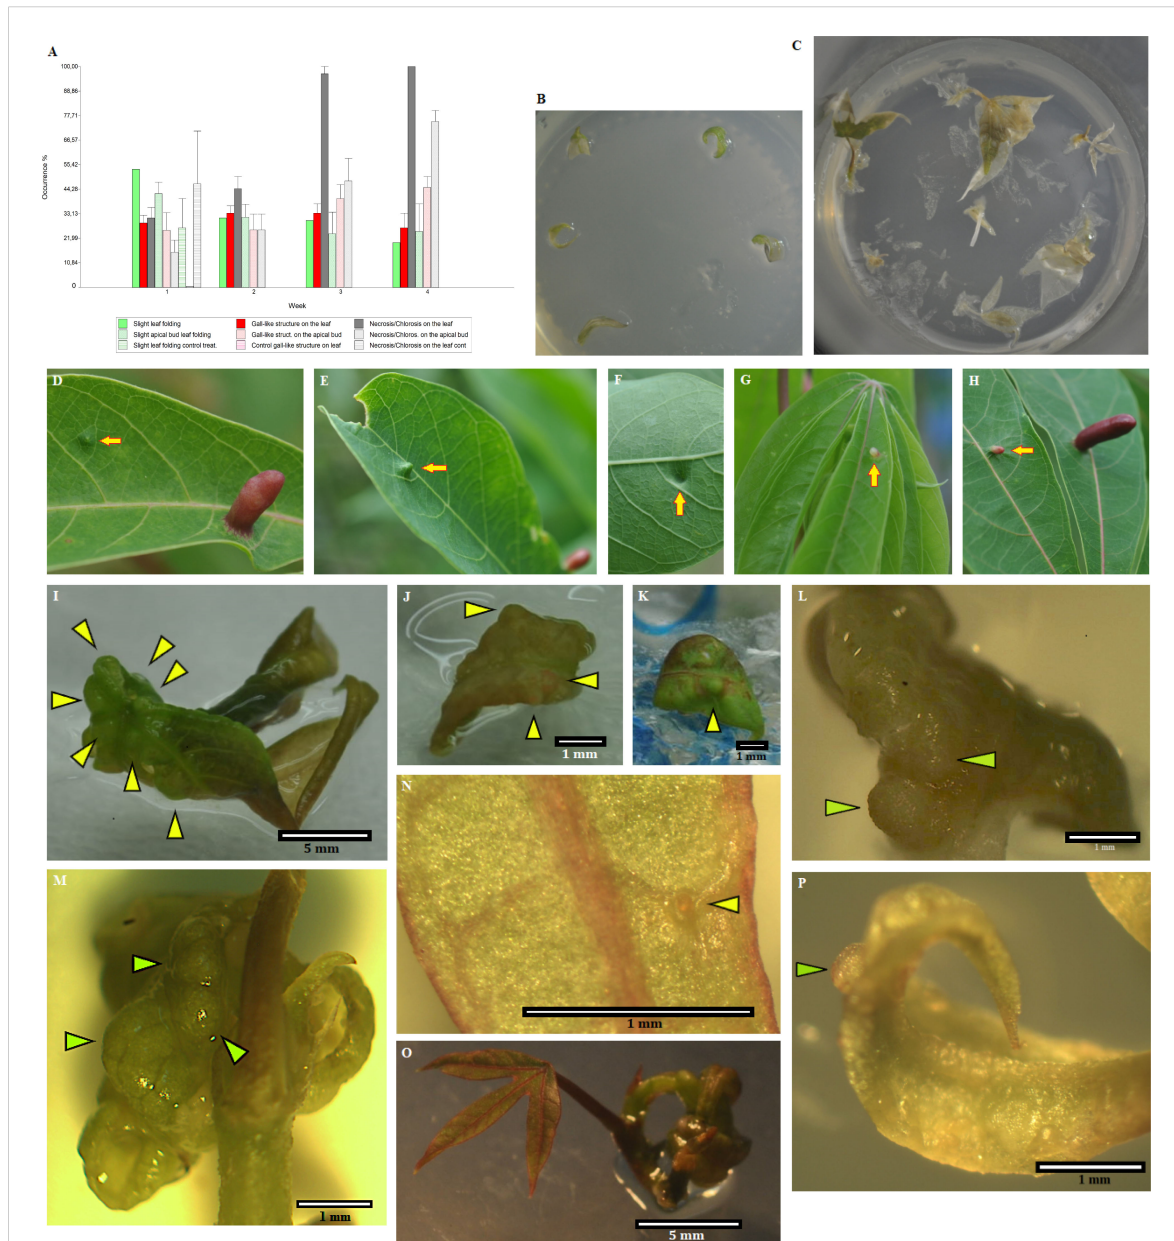 A
100,00
88,86
77,71
66,57
55,42
44,28
33,13
21,99
10,84
0
Occurrence %
1 2 3 4
Week
Slight leaf folding Gall-like structure on the leaf Necrosis/Chlorosis on the leaf
Slight apical bud leaf folding Gall-like struct. on the apical bud Necrosis/Chloros. on the apical bud
Slight leaf folding control treat. Control gall-like structure on leaf Necrosis/Chlorosis on the leaf cont
B
C
D
E
F
G
H
I
5 mm
J
1 mm
K
1 mm
L
1 mm
M
1 mm
N
1 mm
O
5 mm
P
1 mm